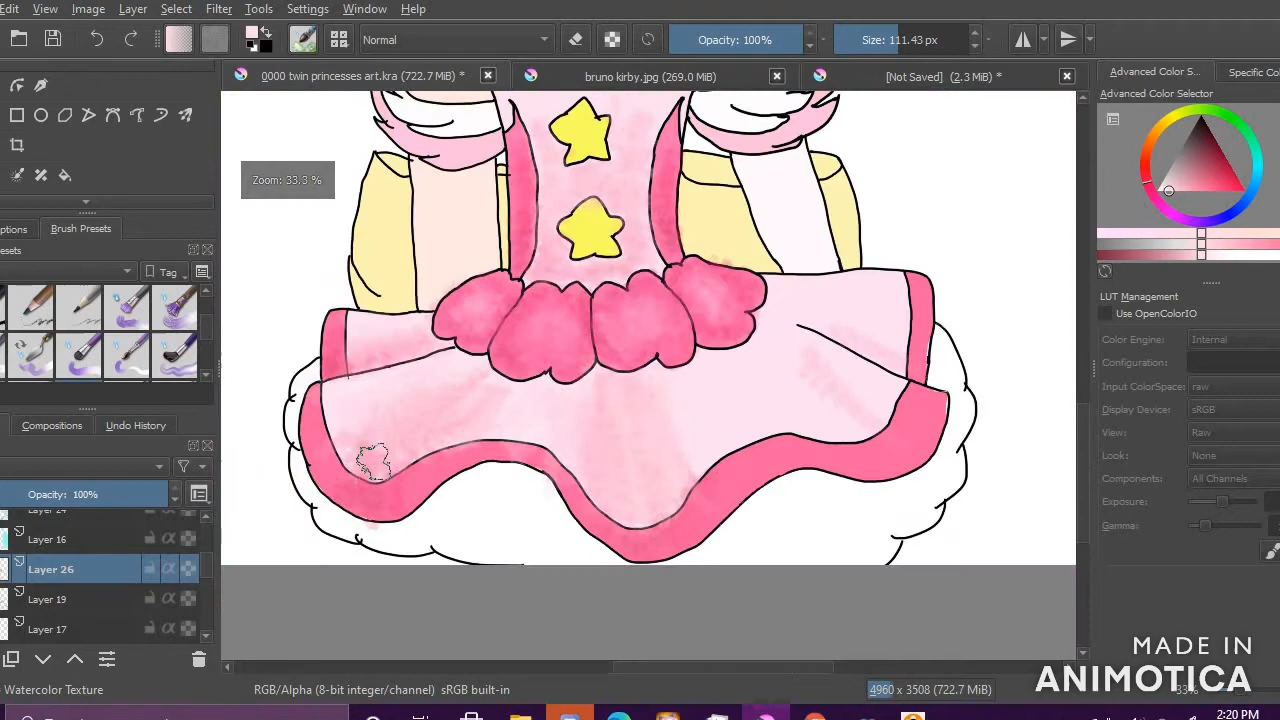 Edit View Image Layer Select Filter Tools Settings Window Help
Normal Opacity: 100% Size: 111.43 px
0000 twin princesses art.kra (722.7 MiB) * bruno kirby.jpg (269.0 MiB) [Not Saved] (2.3 MiB) *
Advanced Color S... Specific Co
Advanced Color Selector
Zoom: 33.3 %
ptions Brush Presets
esets
Tag
LUT Management
Use OpenColorIO
Color Engine: Internal
Configuration:
Input ColorSpace: raw
Display Device: sRGB
View: Raw
Look: None
Components: All Channels
Exposure:
Gamma:
Compositions Undo History
Opacity: 100%
Layer 24
Layer 16
Layer 26
Layer 19
Layer 17
Watercolor Texture
RGB/Alpha (8-bit integer/channel) sRGB built-in
4960 x 3508 (722.7 MiB)
33%
MADE IN
ANIMOTICA
2:20 PM